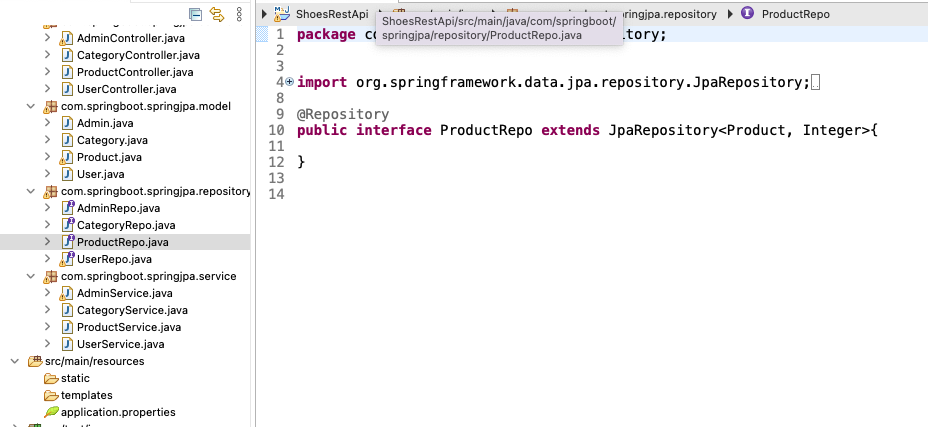 AdminController.java
CategoryController.java
ProductController.java
UserController.java
com.springboot.springjpa.model
Admin.java
Category.java
Product.java
User.java
com.springboot.springjpa.repository
AdminRepo.java
CategoryRepo.java
ProductRepo.java
UserRepo.java
com.springboot.springjpa.service
AdminService.java
CategoryService.java
ProductService.java
UserService.java
src/main/resources
static
templates
application.properties
ShoesRestApi
springjpa.repository
ProductRepo
ShoesRestApi/src/main/java/com/springboot/
springjpa/repository/ProductRepo.java
1 package
2
3
4 import org.springframework.data.jpa.repository.JpaRepository;
8
9 @Repository
10 public interface ProductRepo extends JpaRepository<Product, Integer>{
11
12 }
13
14